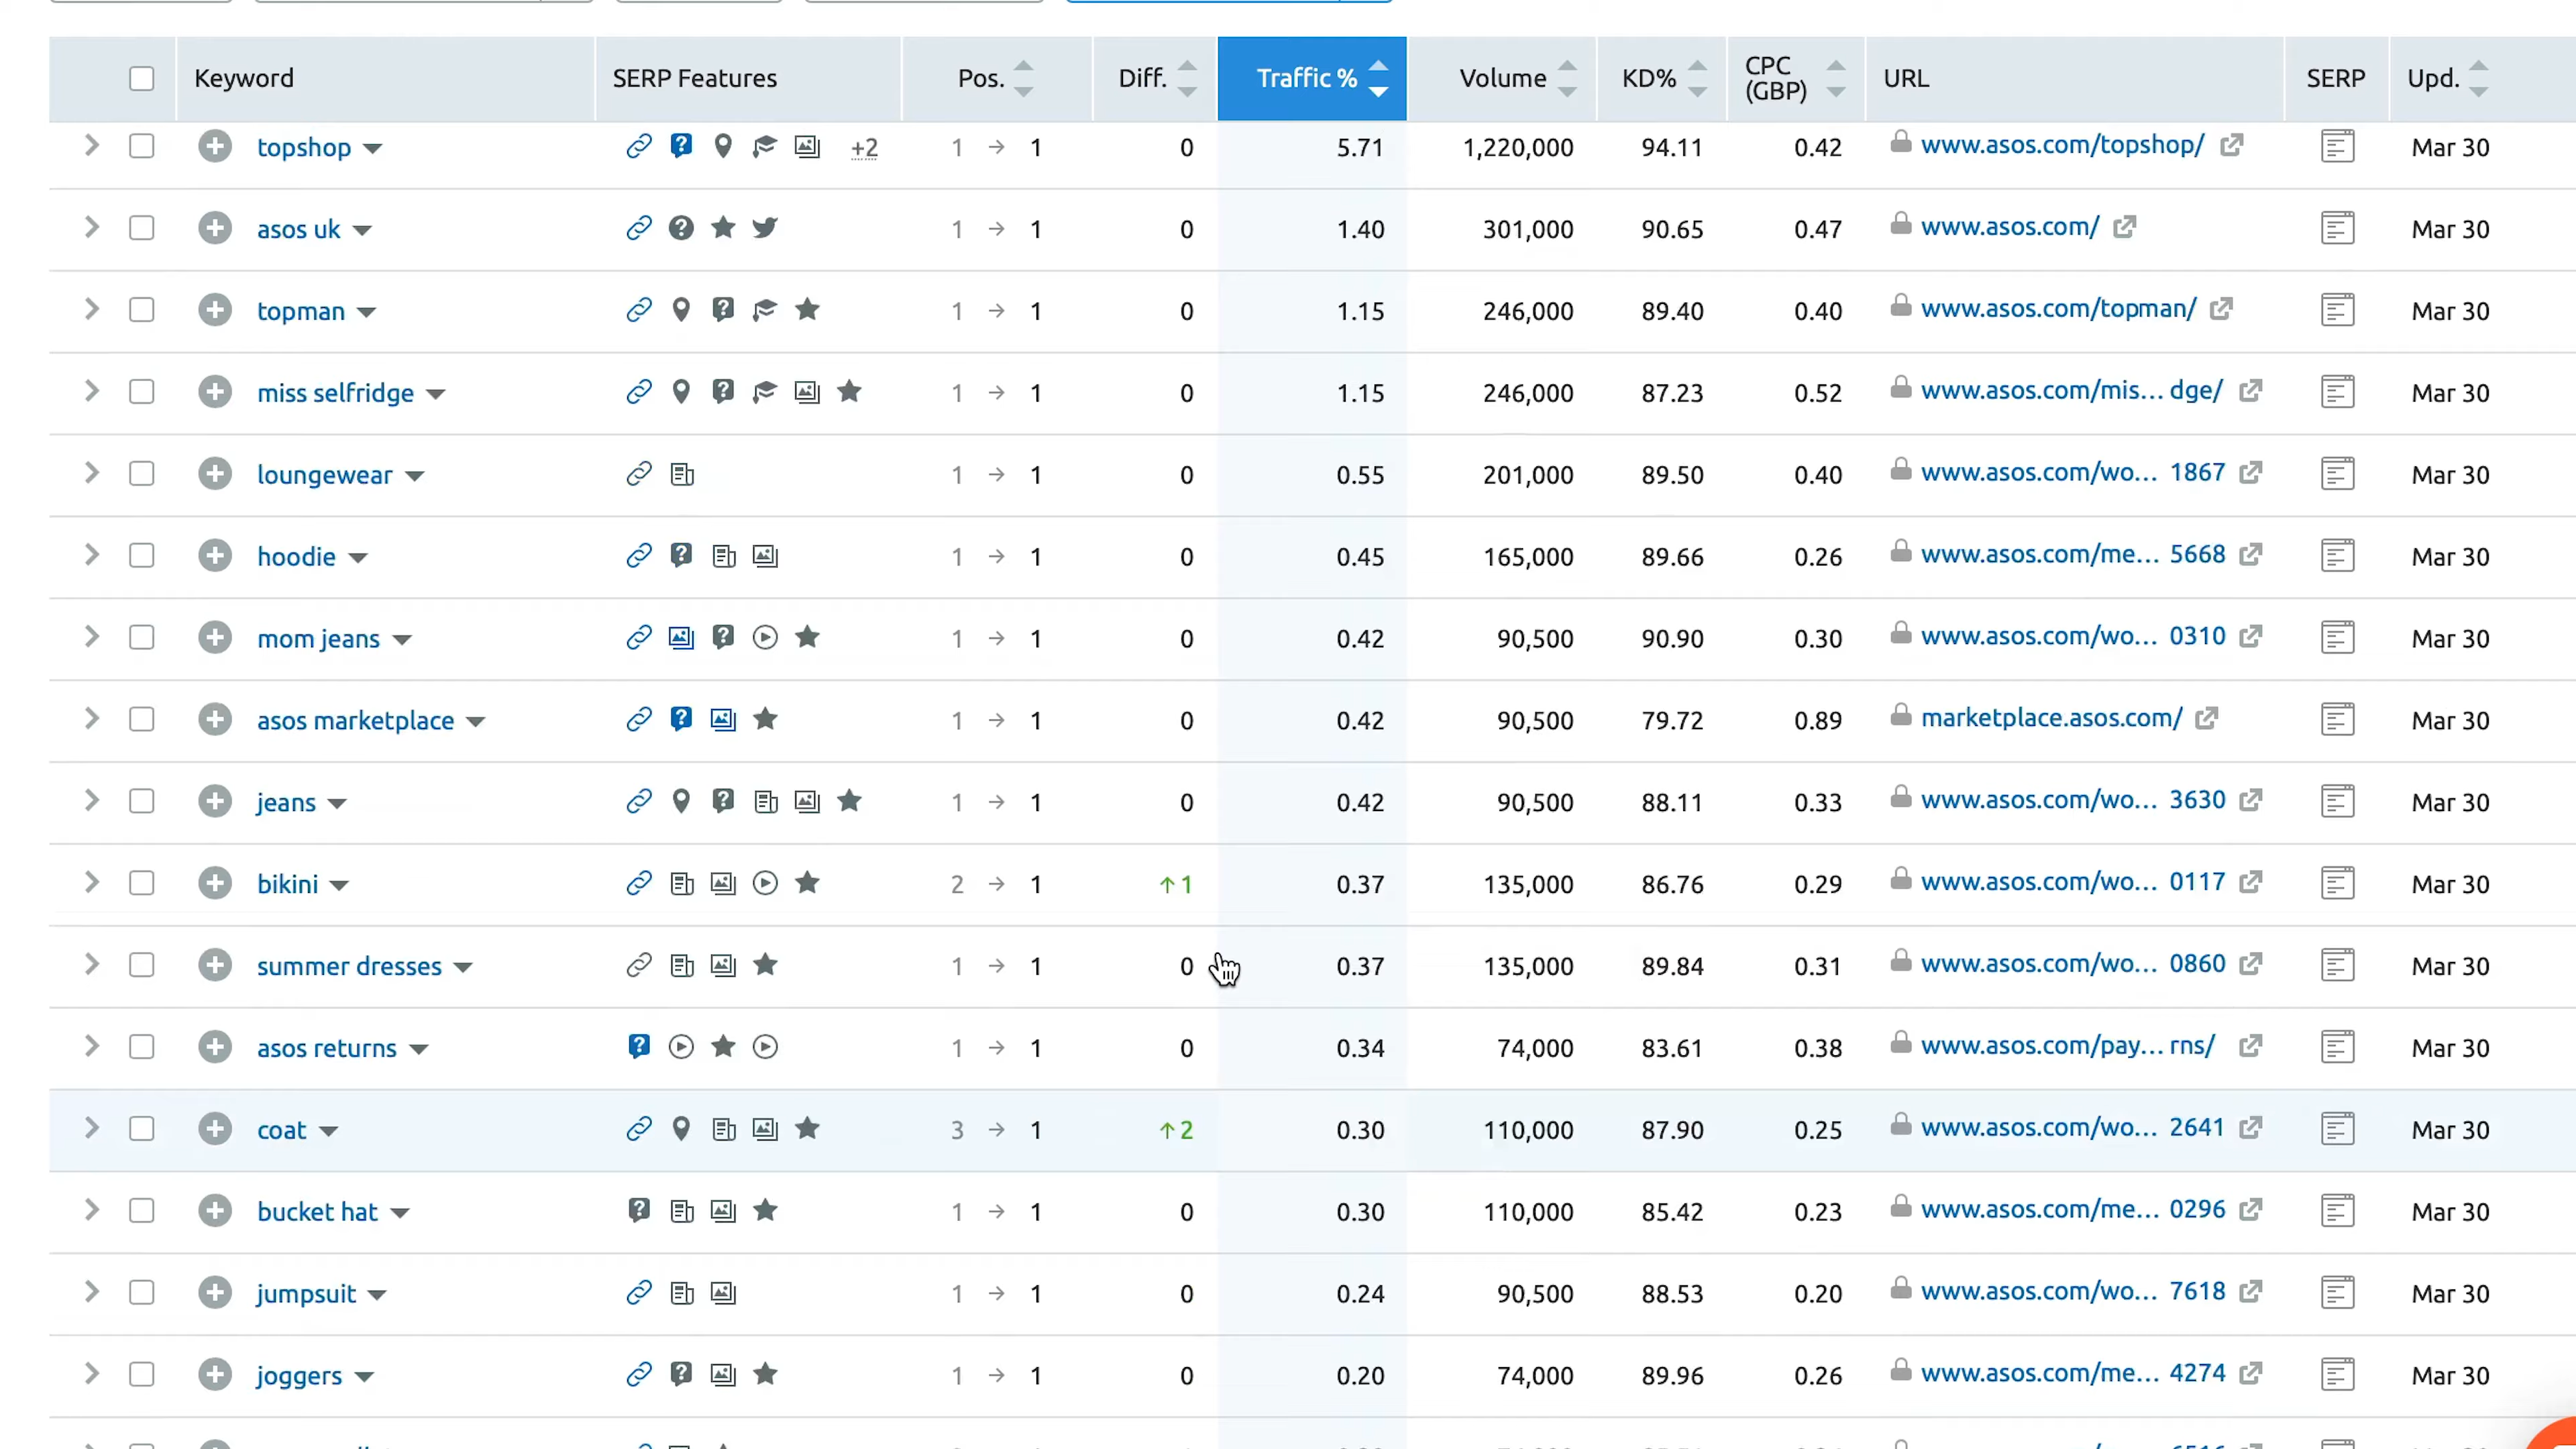 Keyword SERP Features Pos. Diff. Traffic % Volume KD% CPC (GBP) URL SERP Upd.
topshop +2 1 → 1 0 5.71 1,220,000 94.11 0.42 www.asos.com/topshop/ Mar 30
asos uk 1 → 1 0 1.40 301,000 90.65 0.47 www.asos.com/ Mar 30
topman 1 → 1 0 1.15 246,000 89.40 0.40 www.asos.com/topman/ Mar 30
miss selfridge 1 → 1 0 1.15 246,000 87.23 0.52 www.asos.com/mis... dge/ Mar 30
loungewear 1 → 1 0 0.55 201,000 89.50 0.40 www.asos.com/wo... 1867 Mar 30
hoodie 1 → 1 0 0.45 165,000 89.66 0.26 www.asos.com/me... 5668 Mar 30
mom jeans 1 → 1 0 0.42 90,500 90.90 0.30 www.asos.com/wo... 0310 Mar 30
asos marketplace 1 → 1 0 0.42 90,500 79.72 0.89 marketplace.asos.com/ Mar 30
jeans 1 → 1 0 0.42 90,500 88.11 0.33 www.asos.com/wo... 3630 Mar 30
bikini 2 → 1 ↑1 0.37 135,000 86.76 0.29 www.asos.com/wo... 0117 Mar 30
summer dresses 1 → 1 0 0.37 135,000 89.84 0.31 www.asos.com/wo... 0860 Mar 30
asos returns 1 → 1 0 0.34 74,000 83.61 0.38 www.asos.com/pay... rns/ Mar 30
coat 3 → 1 ↑2 0.30 110,000 87.90 0.25 www.asos.com/wo... 2641 Mar 30
bucket hat 1 → 1 0 0.30 110,000 85.42 0.23 www.asos.com/me... 0296 Mar 30
jumpsuit 1 → 1 0 0.24 90,500 88.53 0.20 www.asos.com/wo... 7618 Mar 30
joggers 1 → 1 0 0.20 74,000 89.96 0.26 www.asos.com/me... 4274 Mar 30